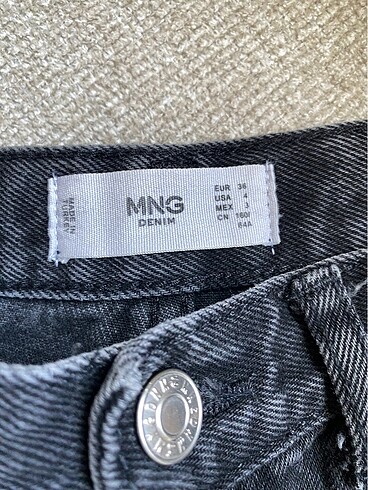 MADE IN
TURKEY
MNG
DENIM
EUR 36
USA 4
MEX 3
CN 160/
64A